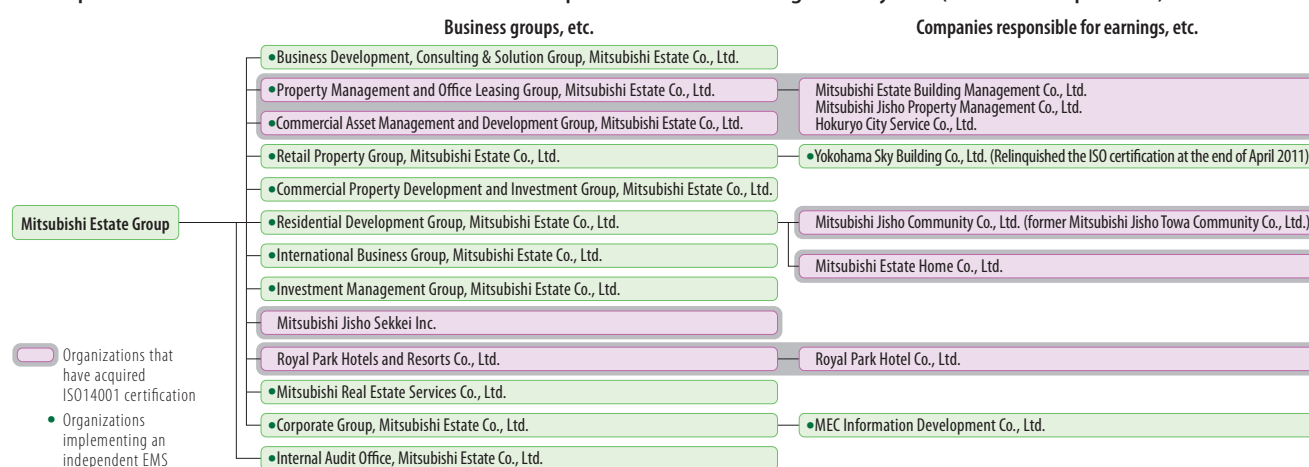 Business groups, etc.
Companies responsible for earnings, etc.
•Business Development, Consulting & Solution Group, Mitsubishi Estate Co., Ltd.
•Property Management and Office Leasing Group, Mitsubishi Estate Co., Ltd.
Mitsubishi Estate Building Management Co., Ltd.
Mitsubishi Jisho Property Management Co., Ltd.
Hokuryo City Service Co., Ltd.
•Commercial Asset Management and Development Group, Mitsubishi Estate Co., Ltd.
•Retail Property Group, Mitsubishi Estate Co., Ltd.
•Yokohama Sky Building Co., Ltd. (Relinquished the ISO certification at the end of April 2011)
•Commercial Property Development and Investment Group, Mitsubishi Estate Co., Ltd.
Mitsubishi Estate Group
•Residential Development Group, Mitsubishi Estate Co., Ltd.
Mitsubishi Jisho Community Co., Ltd. (former Mitsubishi Jisho Towa Community Co., Ltd.)
•International Business Group, Mitsubishi Estate Co., Ltd.
Mitsubishi Estate Home Co., Ltd.
•Investment Management Group, Mitsubishi Estate Co., Ltd.
Mitsubishi Jisho Sekkei Inc.
Royal Park Hotels and Resorts Co., Ltd.
Royal Park Hotel Co., Ltd.
•Mitsubishi Real Estate Services Co., Ltd.
•Corporate Group, Mitsubishi Estate Co., Ltd.
•MEC Information Development Co., Ltd.
•Internal Audit Office, Mitsubishi Estate Co., Ltd.
Organizations that
have acquired
ISO14001 certification
• Organizations
implementing an
independent EMS